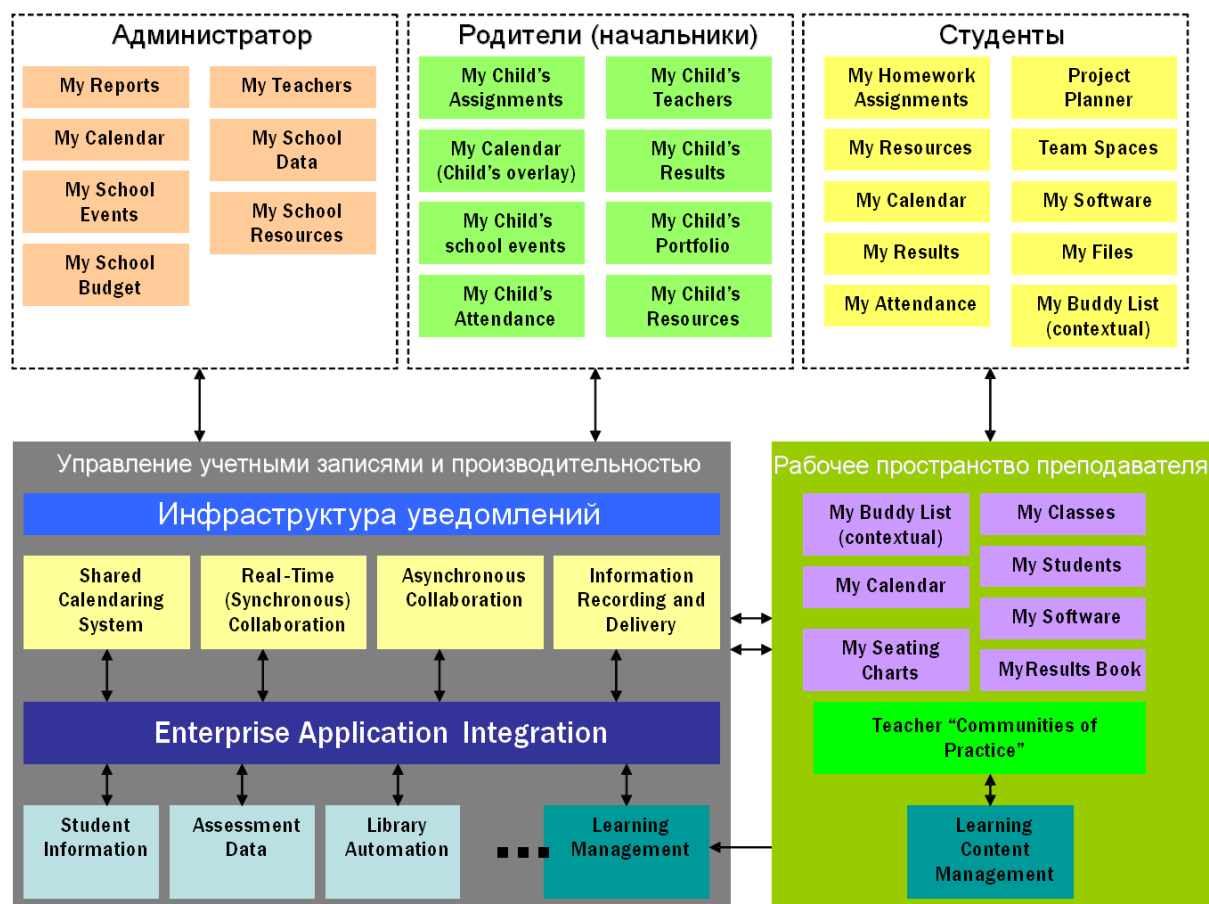 Администратор
My Reports
My Teachers
My Calendar
My School
Data
My School
Events
My School
Resources
My School
Budget
Родители (начальники)
My Child's
Assignments
My Child's
Teachers
My Calendar
(Child's overlay)
My Child's
Results
My Child's
school events
My Child's
Portfolio
My Child's
Attendance
My Child's
Resources
Студенты
My Homework
Assignments
Project
Planner
My Resources
Team Spaces
My Calendar
My Software
My Results
My Files
My Attendance
My Buddy List
(contextual)
Управление учетными записями и производительностью
Инфраструктура уведомлений
Shared
Calendaring
System
Real-Time
(Synchronous)
Collaboration
Asynchronous
Collaboration
Information
Recording and
Delivery
Enterprise Application Integration
Student
Information
Assessment
Data
Library
Automation
...
Learning
Management
Рабочее пространство преподавателя
My Buddy List
(contextual)
My Classes
My Calendar
My Students
My Software
My Seating
Charts
MyResults Book
Teacher “Communities of
Practice”
Learning
Content
Management